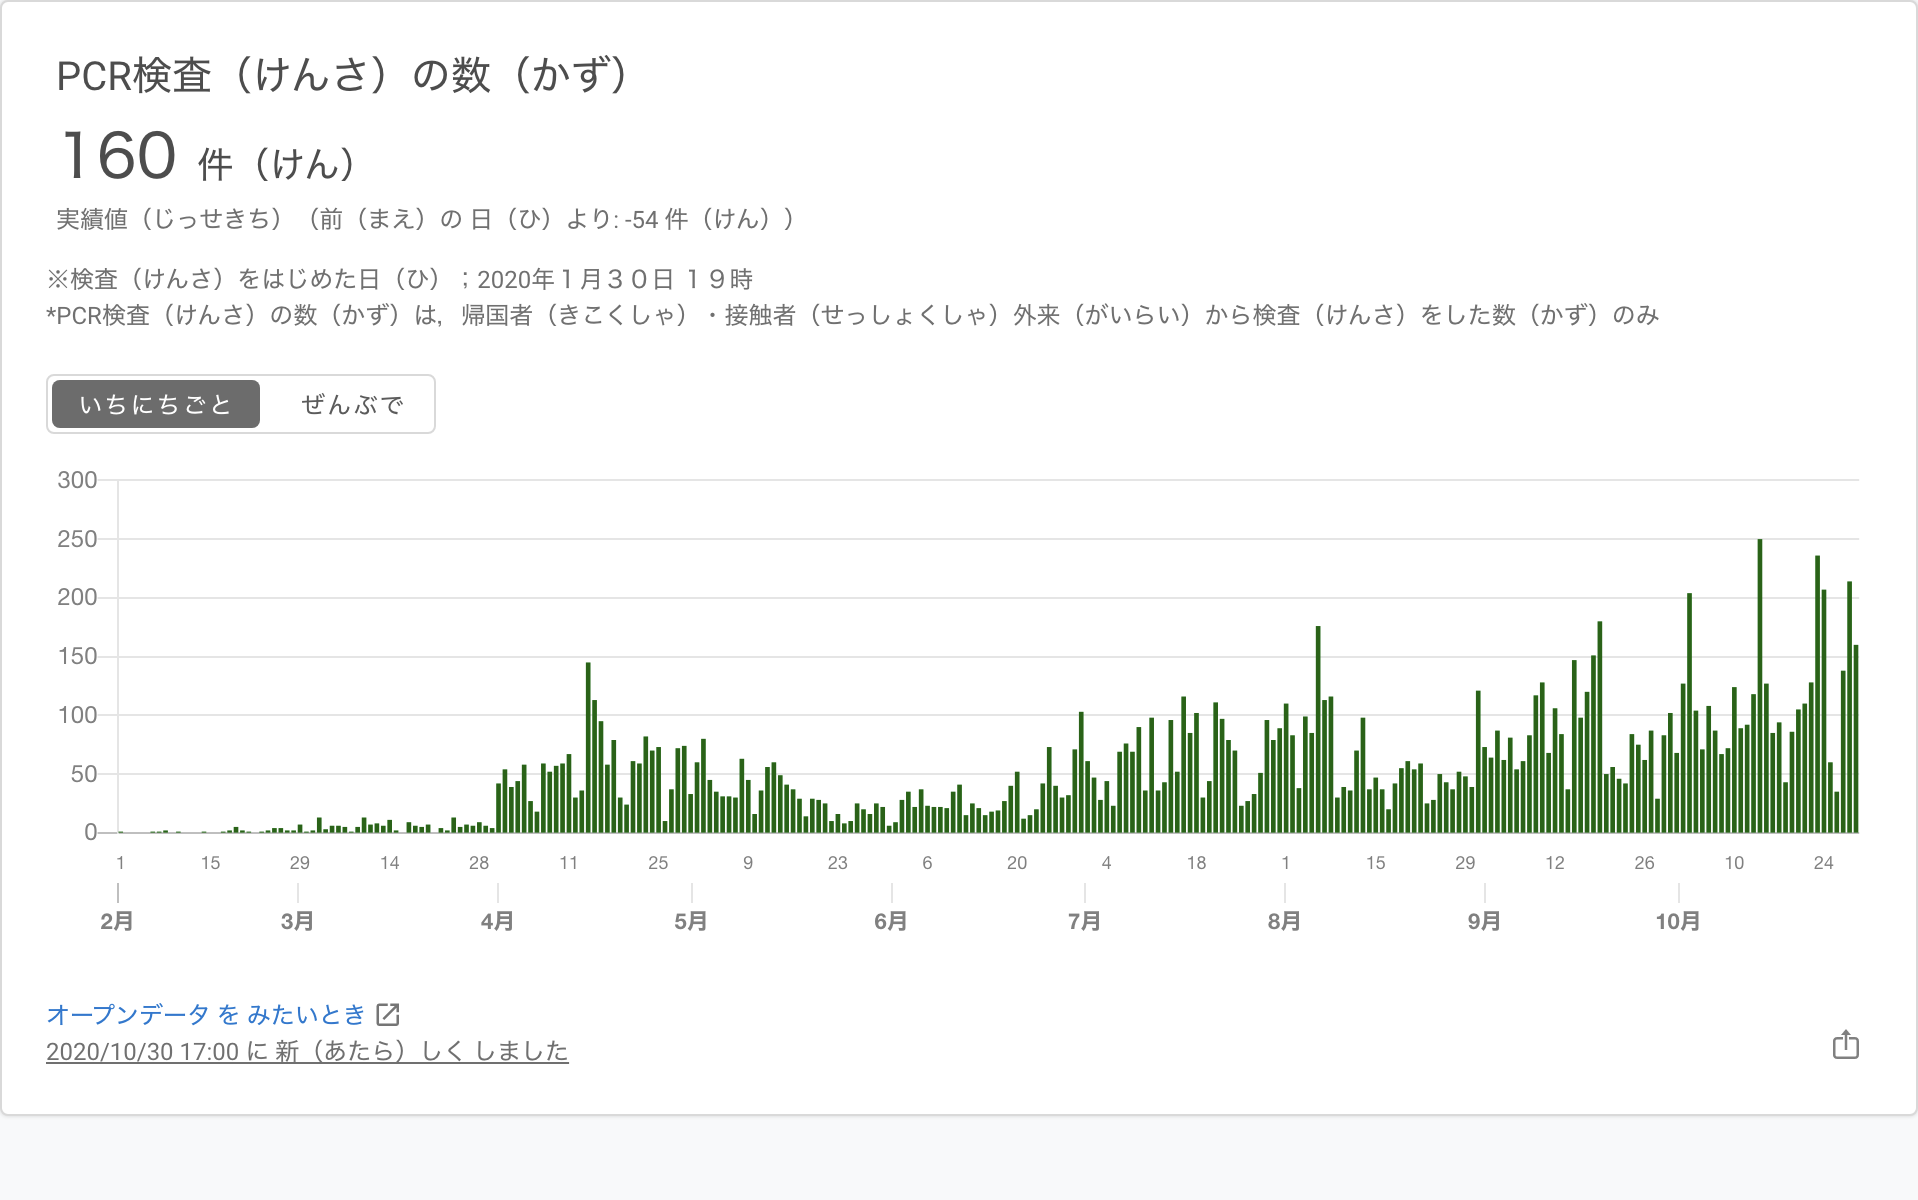 PCR検査（けんさ）の数（かず）
160 件（けん）
実績値（じっせきち）（前（まえ）の 日（ひ）より: -54 件（けん））
※検査（けんさ）をはじめた日（ひ）；2020年１月３０日 １９時
*PCR検査（けんさ）の数（かず）は，帰国者（きこくしゃ）・接触者（せっしょくしゃ）外来（がいらい）から検査（けんさ）をした数（かず）のみ
いちにちごと ぜんぶで
300
250
200
150
100
50
0
1 15 29 14 28 11 25 9 23 6 20 4 18 1 15 29 12 26 10 24
2月 3月 4月 5月 6月 7月 8月 9月 10月
オープンデータ を みたいとき
2020/10/30 17:00 に 新（あたら）しく しました